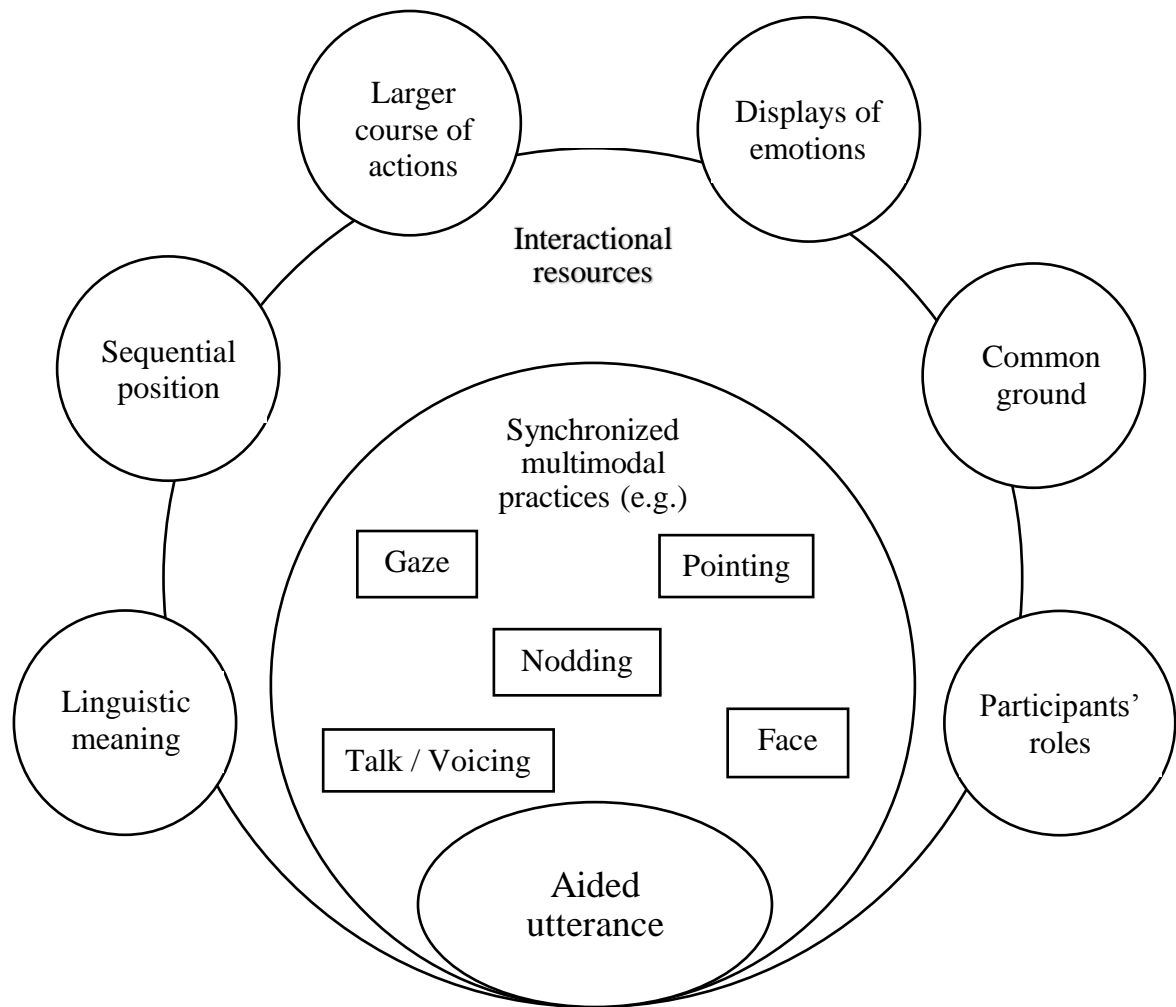 Larger
course of
actions
Displays of
emotions
Interactional
resources
Sequential
position
Common
ground
Synchronized
multimodal
practices (e.g.)
Gaze
Pointing
Nodding
Linguistic
meaning
Talk / Voicing
Face
Participants’
roles
Aided
utterance